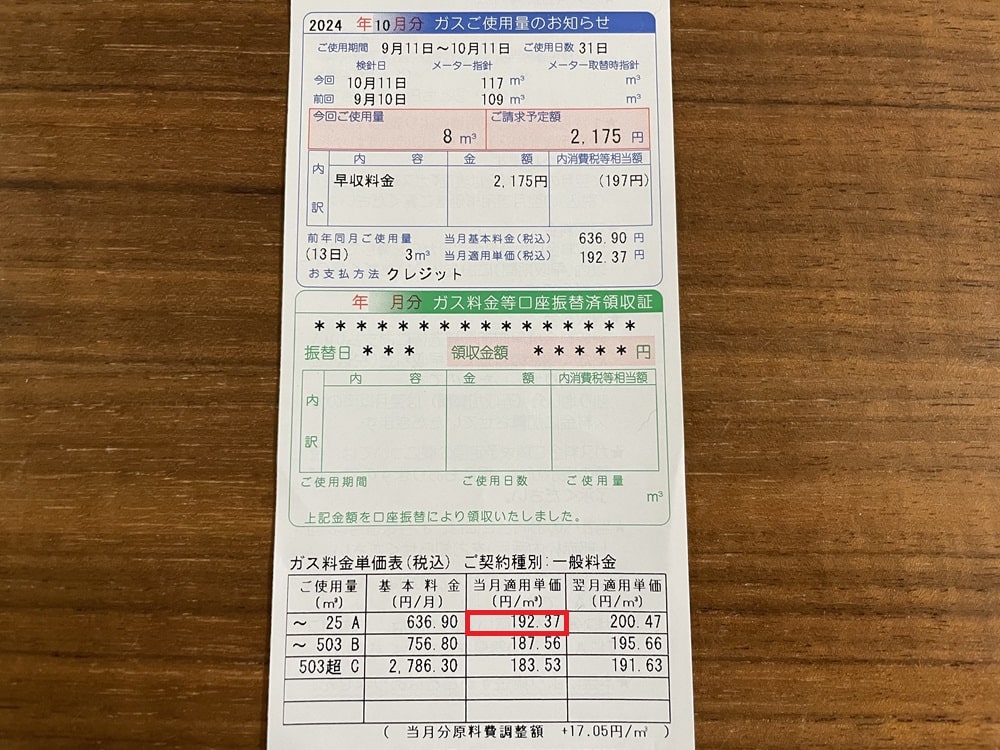 2024 年 10 月分 ガスご使用量のお知らせ
ご使用期間 9月11日～10月11日 ご使用日数 31日
検針日 メーター指針 メーター取替時指針
今回 10月11日 117 m³ m³
前回 9月10日 109 m³ m³
今回ご使用量 ご請求予定額
8 m³ 2,175 円
内訳 内容 金額 内消費税等相当額
早収料金 2,175円 (197円)
前年同月ご使用量 当月基本料金(税込) 636.90 円
(13日) 3m³ 当月適用単価(税込) 192.37 円
お支払方法 クレジット
年 月分 ガス料金等口座振替済領収証
* * * * * * * * * * * * * * * *
振替日 * * * 領収金額 * * * * * 円
内訳 内容 金額 内消費税等相当額
ご使用期間 ご使用日数 ご使用量
m³
上記金額を口座振替により領収いたしました。
ガス料金単価表(税込) ご契約種別:一般料金
ご使用量 基本料金 当月適用単価 翌月適用単価
(m³) (円/月) (円/m³) (円/m³)
～ 25 A 636.90 192.37 200.47
～ 503 B 756.80 187.56 195.66
503超 C 2,786.30 183.53 191.63
( 当月分原料費調整額 +17.05円/m³ )